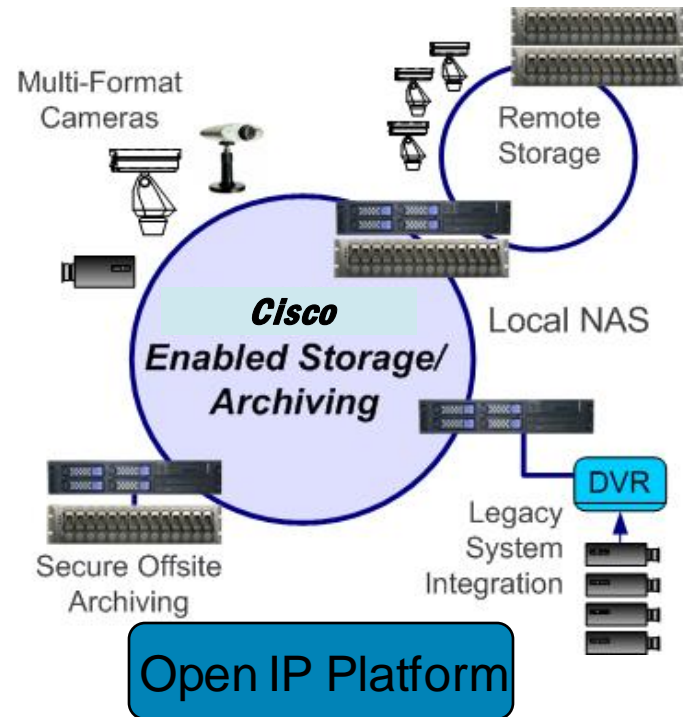 Multi-Format
Cameras
Remote
Storage
Cisco
Enabled Storage/
Archiving
Local NAS
DVR
Legacy
System
Integration
Secure Offsite
Archiving
Open IP Platform